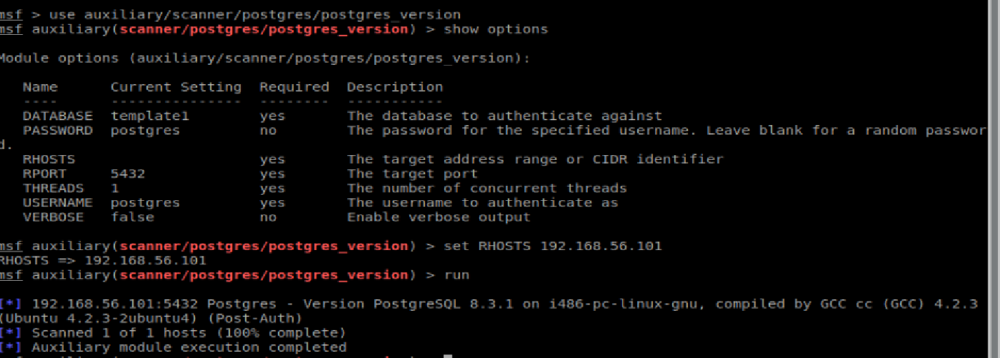 msf > use auxiliary/scanner/postgres/postgres_version
msf auxiliary(scanner/postgres/postgres_version) > show options
Module options (auxiliary/scanner/postgres/postgres_version):
Name Current Setting Required Description
---- --------------- -------- -----------
DATABASE template1 yes The database to authenticate against
PASSWORD postgres no The password for the specified username. Leave blank for a random passwor
d.
RHOSTS yes The target address range or CIDR identifier
RPORT 5432 yes The target port
THREADS 1 yes The number of concurrent threads
USERNAME postgres yes The username to authenticate as
VERBOSE false no Enable verbose output
msf auxiliary(scanner/postgres/postgres_version) > set RHOSTS 192.168.56.101
RHOSTS => 192.168.56.101
msf auxiliary(scanner/postgres/postgres_version) > run
[*] 192.168.56.101:5432 Postgres - Version PostgreSQL 8.3.1 on i486-pc-linux-gnu, compiled by GCC cc (GCC) 4.2.3
(Ubuntu 4.2.3-2ubuntu4) (Post-Auth)
[*] Scanned 1 of 1 hosts (100% complete)
[*] Auxiliary module execution completed